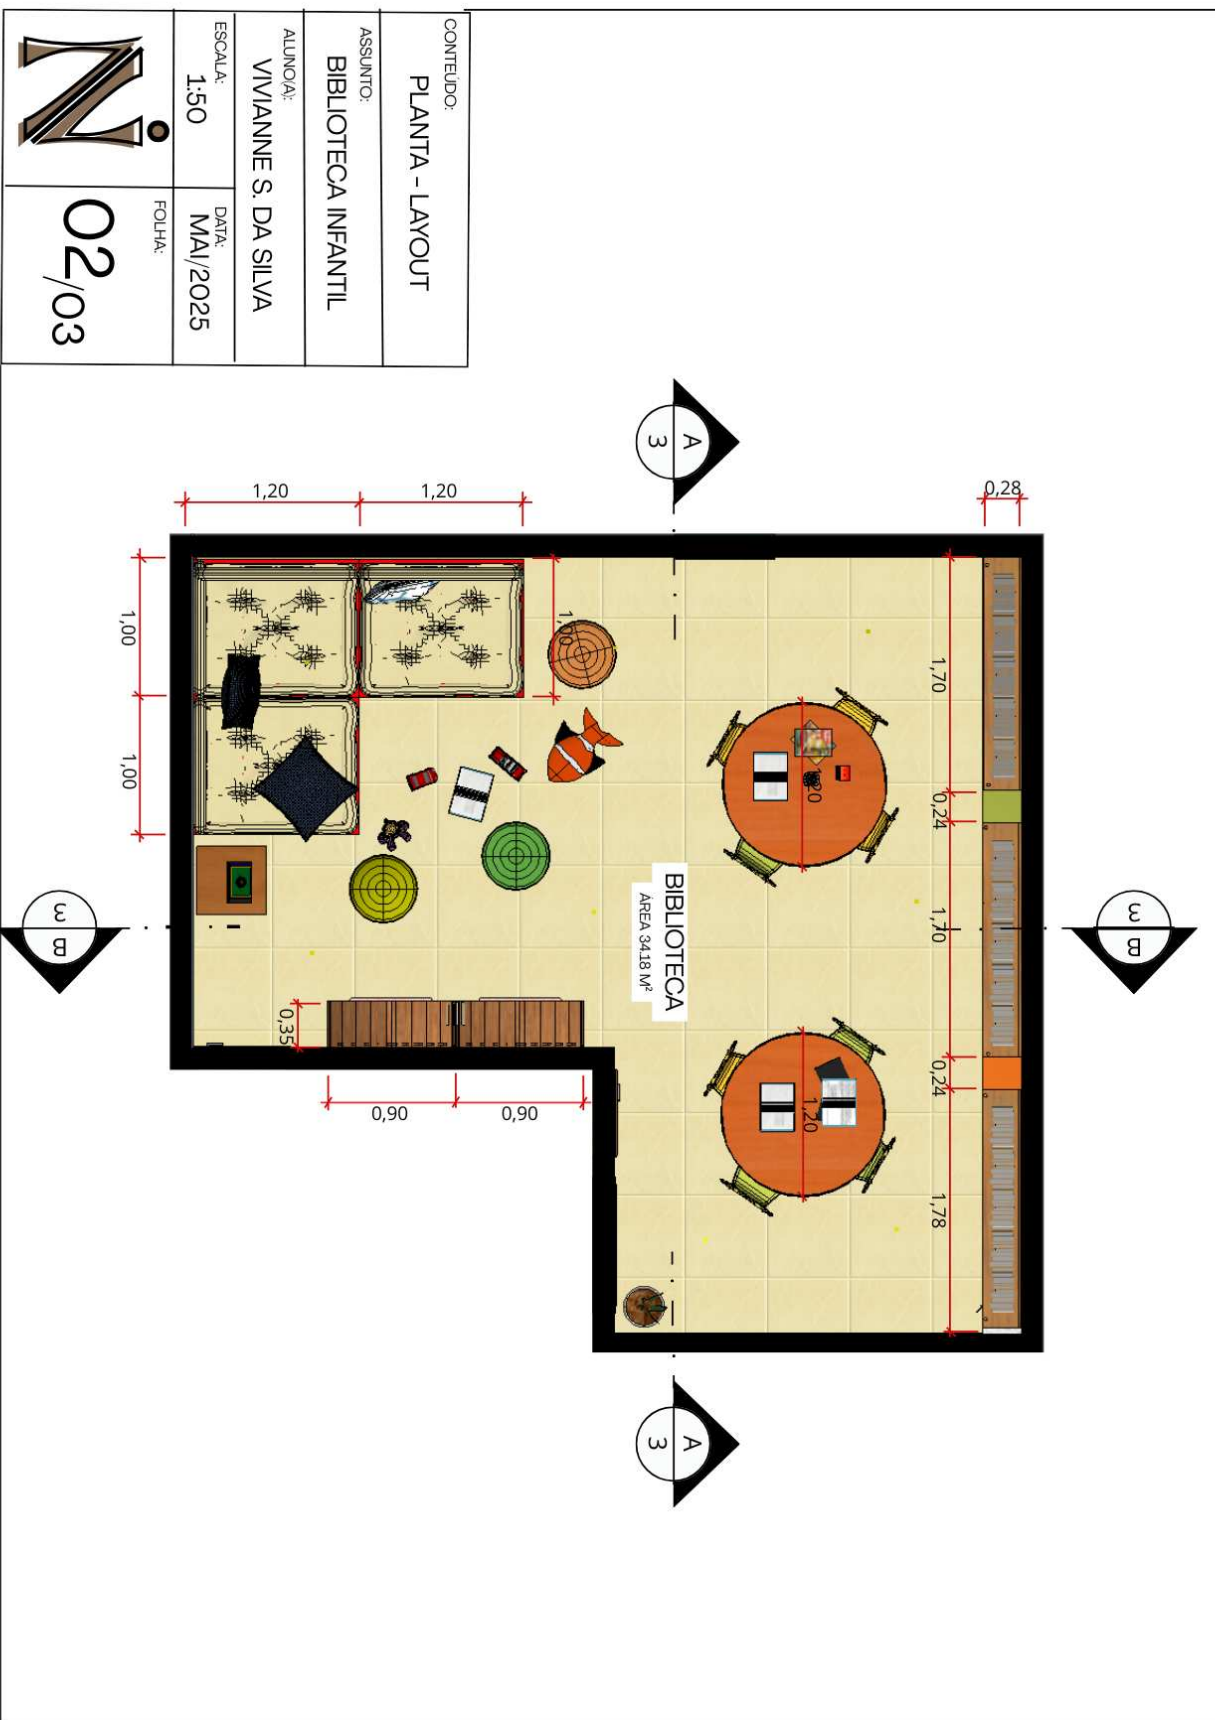 CONTEÚDO:
PLANTA - LAYOUT
ASSUNTO:
BIBLIOTECA INFANTIL
ALUNO(A):
VIVIANNE S. DA SILVA
ESCALA:
1:50
DATA:
MAI/2025
FOLHA:
02/03
N
0,28
1,70
0,24
1,70
0,24
1,78
A
3
A
3
B
3
B
3
1,20
1,20
BIBLIOTECA
ÁREA 34.18 M²
1,00
1,20
1,20
1,00
1,00
0,35
0,90
0,90